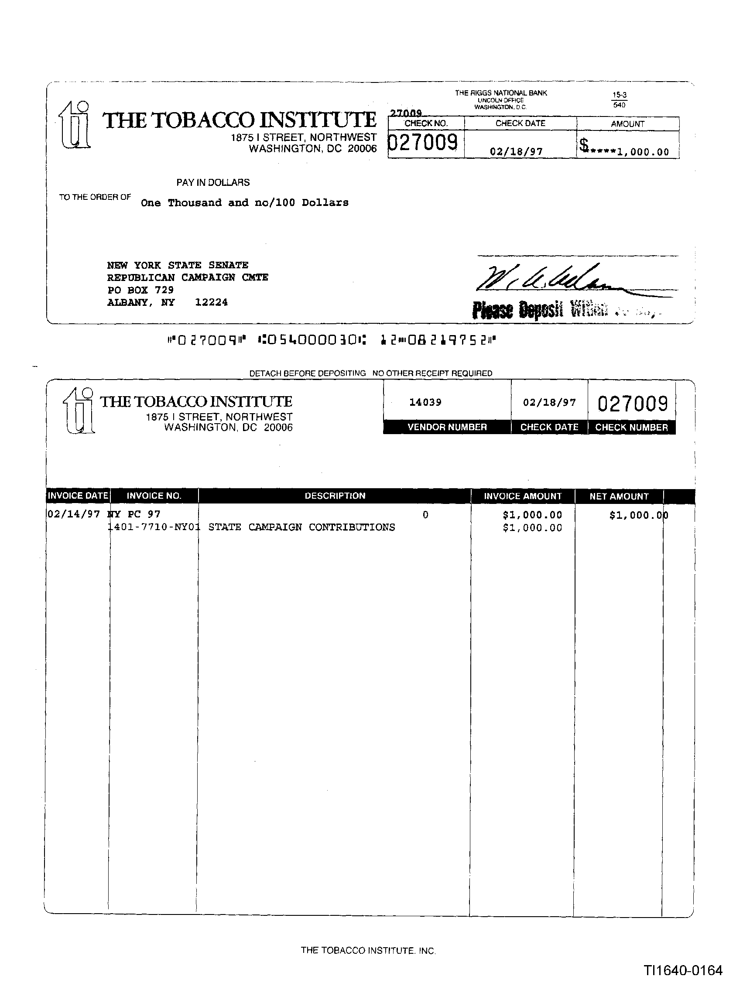 THE RIGGS NATIONAL BANK
LINCOLN OFFICE
WASHINGTON, D.C.
15-3
540
ti THE TOBACCO INSTITUTE
1875 I STREET, NORTHWEST
WASHINGTON, DC 20006
27009
CHECK NO. CHECK DATE AMOUNT
027009 02/18/97 $****1,000.00
PAY IN DOLLARS
TO THE ORDER OF One Thousand and no/100 Dollars
NEW YORK STATE SENATE
REPUBLICAN CAMPAIGN CMTE
PO BOX 729
ALBANY, NY 12224
Please Deposit Within
⑈027009⑈ ⑆054000030⑆ 12⑉08219752⑈
DETACH BEFORE DEPOSITING NO OTHER RECEIPT REQUIRED
ti THE TOBACCO INSTITUTE
1875 I STREET, NORTHWEST
WASHINGTON, DC 20006
14039 02/18/97 027009
VENDOR NUMBER CHECK DATE CHECK NUMBER
INVOICE DATE INVOICE NO. DESCRIPTION INVOICE AMOUNT NET AMOUNT
02/14/97 NY PC 97 0 $1,000.00 $1,000.00
1401-7710-NY01 STATE CAMPAIGN CONTRIBUTIONS $1,000.00
THE TOBACCO INSTITUTE, INC.
TI1640-0164